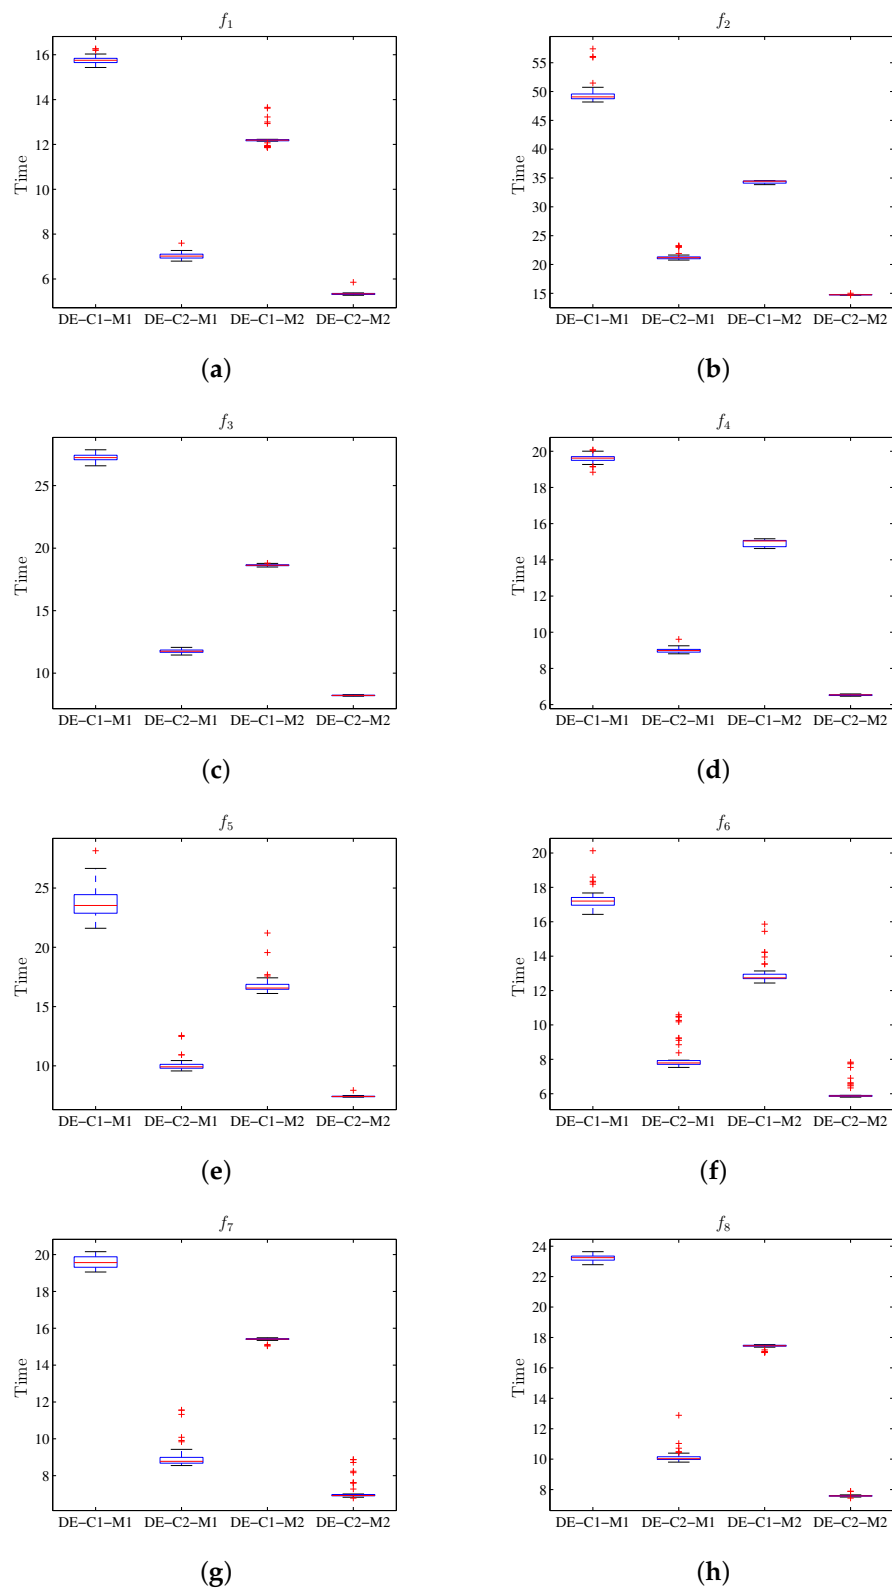 f1
16
14
12
10
8
6
Time
DE−C1−M1 DE−C2−M1 DE−C1−M2 DE−C2−M2
(a)
f2
55
50
45
40
35
30
25
20
15
Time
DE−C1−M1 DE−C2−M1 DE−C1−M2 DE−C2−M2
(b)
f3
25
20
15
10
Time
DE−C1−M1 DE−C2−M1 DE−C1−M2 DE−C2−M2
(c)
f4
20
18
16
14
12
10
8
6
Time
DE−C1−M1 DE−C2−M1 DE−C1−M2 DE−C2−M2
(d)
f5
25
20
15
10
Time
DE−C1−M1 DE−C2−M1 DE−C1−M2 DE−C2−M2
(e)
f6
20
18
16
14
12
10
8
6
Time
DE−C1−M1 DE−C2−M1 DE−C1−M2 DE−C2−M2
(f)
f7
20
18
16
14
12
10
8
Time
DE−C1−M1 DE−C2−M1 DE−C1−M2 DE−C2−M2
(g)
f8
24
22
20
18
16
14
12
10
8
Time
DE−C1−M1 DE−C2−M1 DE−C1−M2 DE−C2−M2
(h)